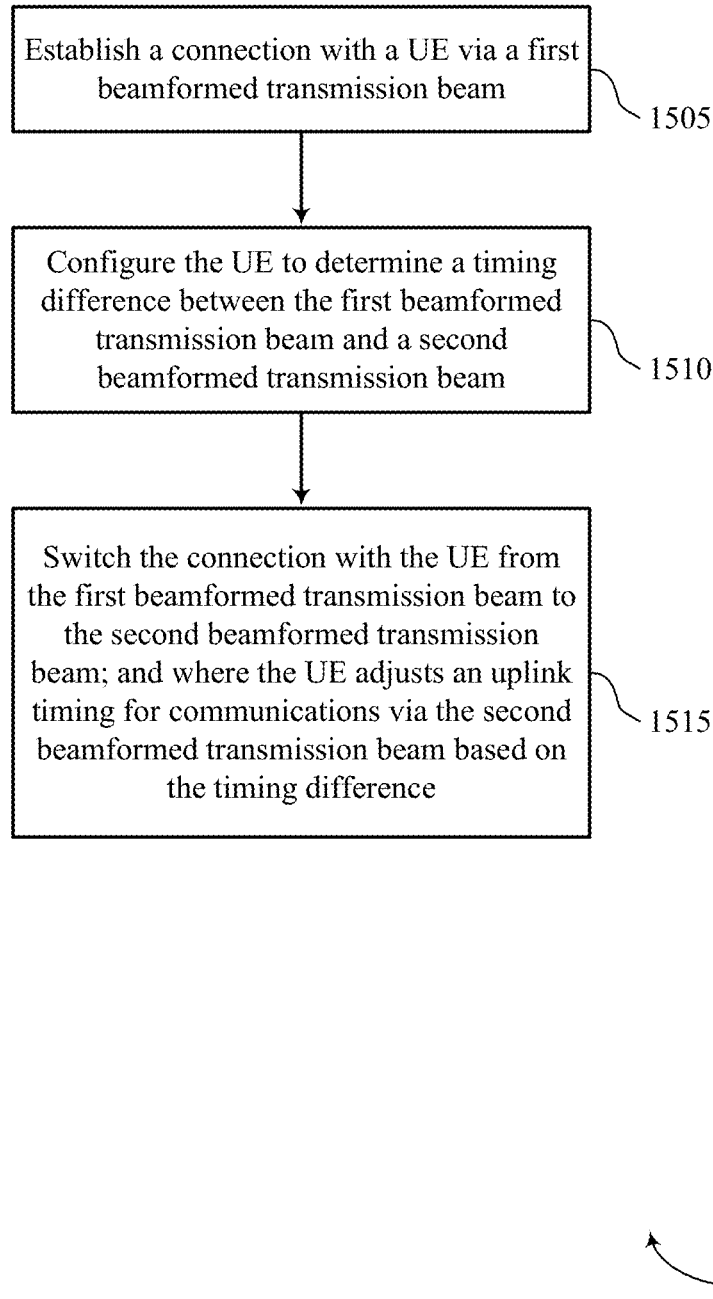 Establish a connection with a UE via a first
beamformed transmission beam
1505
Configure the UE to determine a timing
difference between the first beamformed
transmission beam and a second
beamformed transmission beam
1510
Switch the connection with the UE from
the first beamformed transmission beam to
the second beamformed transmission
beam; and where the UE adjusts an uplink
timing for communications via the second
beamformed transmission beam based on
the timing difference
1515